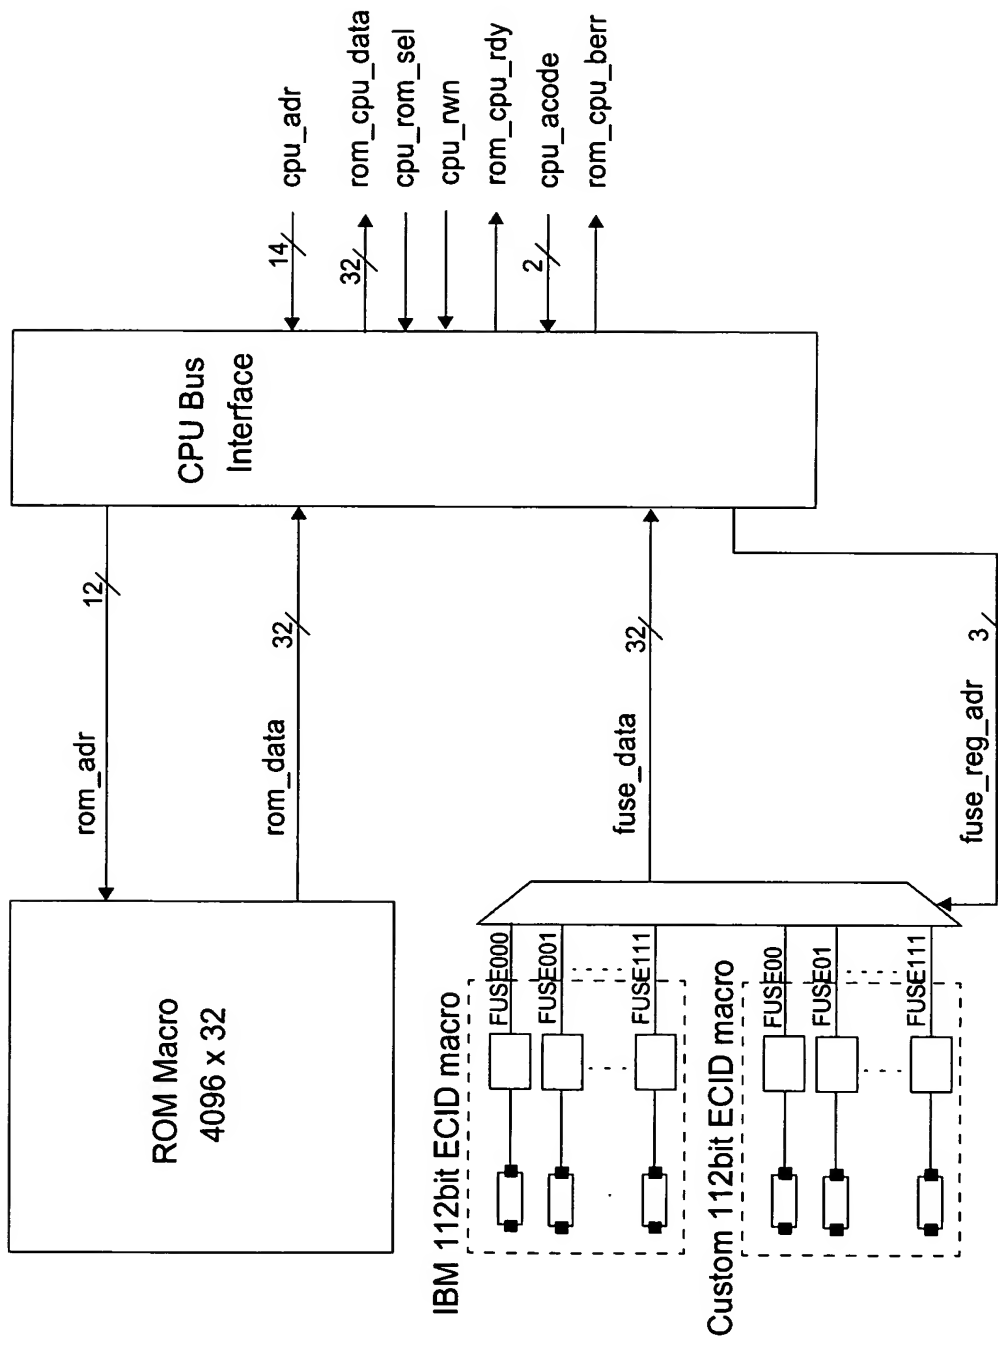 ROM Macro
4096 x 32
rom_adr
12
rom_data
32
CPU Bus
Interface
14
cpu_adr
32
rom_cpu_data
cpu_rom_sel
cpu_rwn
rom_cpu_rdy
2
cpu_acode
rom_cpu_berr
IBM 112bit ECID macro
FUSE000
FUSE001
FUSE111
fuse_data
32
Custom 112bit ECID macro
FUSE00
FUSE01
FUSE111
fuse_reg_adr
3